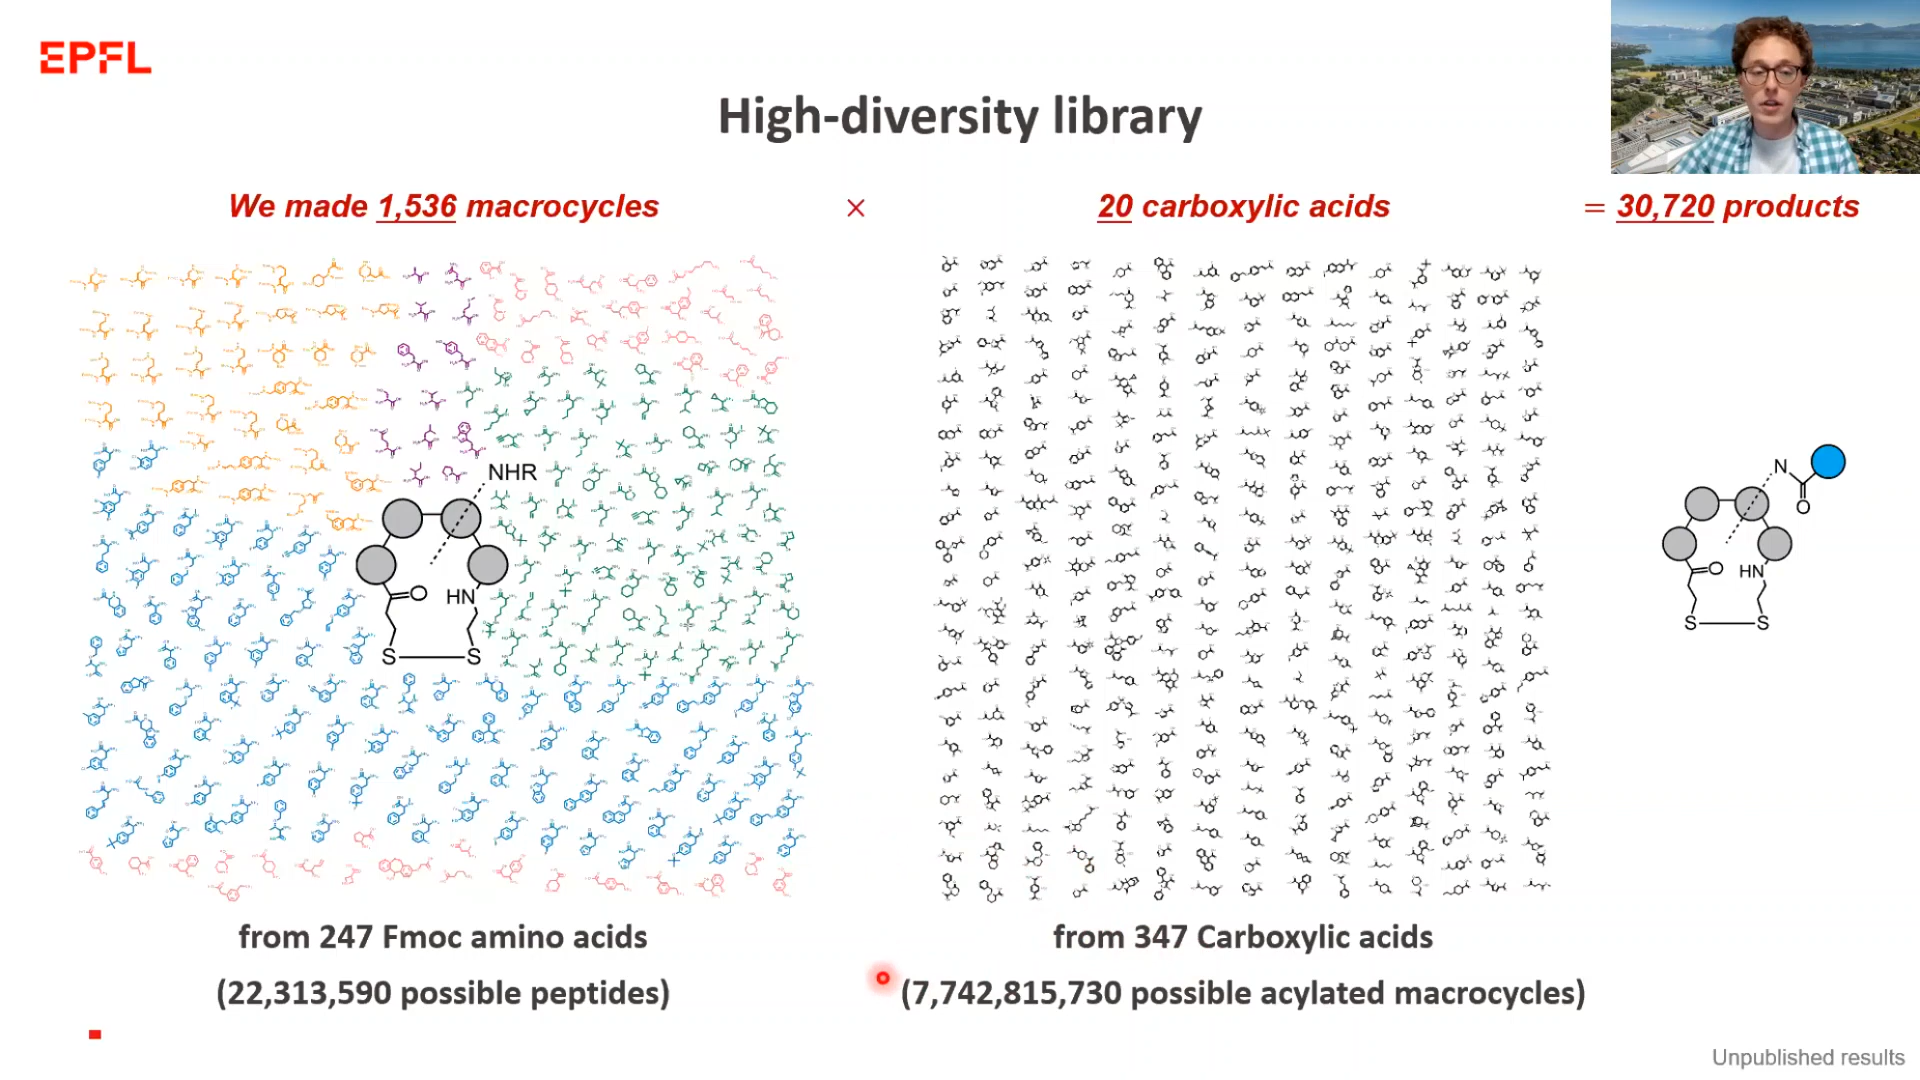 EPFL
High-diversity library
We made 1,536 macrocycles × 20 carboxylic acids = 30,720 products
NHR
O
HN
S
S
N
O
O
HN
S
S
from 247 Fmoc amino acids
(22,313,590 possible peptides)
from 347 Carboxylic acids
(7,742,815,730 possible acylated macrocycles)
Unpublished results